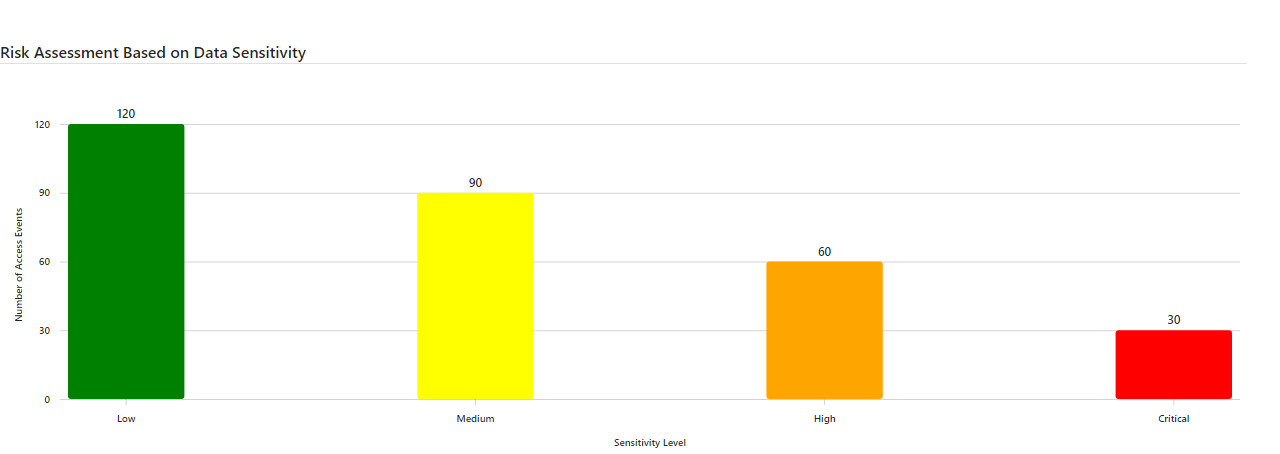 Risk Assessment Based on Data Sensitivity
120
90
60
30
120
90
60
30
0
Number of Access Events
Low
Medium
High
Critical
Sensitivity Level